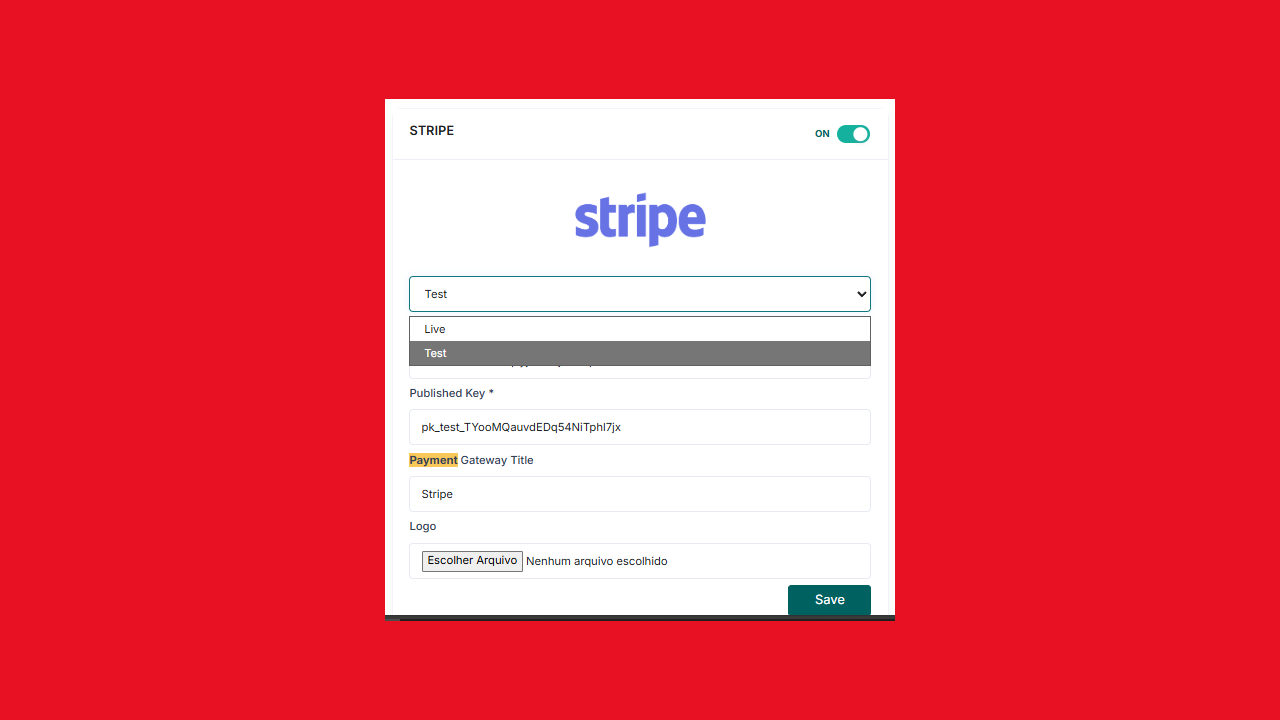 STRIPE
ON
stripe
Test
Live
Test
Published Key *
pk_test_TYooMQauvdEDq54NiTphI7jx
Payment Gateway Title
Stripe
Logo
Escolher Arquivo Nenhum arquivo escolhido
Save